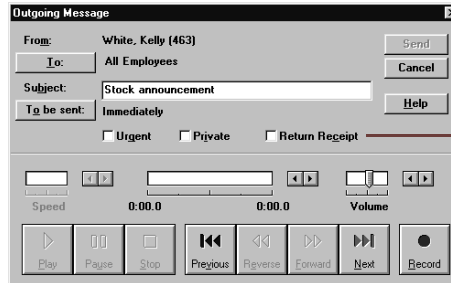 Outgoing Message
From: White, Kelly (463)
Send
To: All Employees
Cancel
Subject: Stock announcement
To be sent: Immediately
Help
Urgent Private Return Receipt
Speed 0:00.0 0:00.0 Volume
Play Pause Stop Previous Reverse Forward Next Record